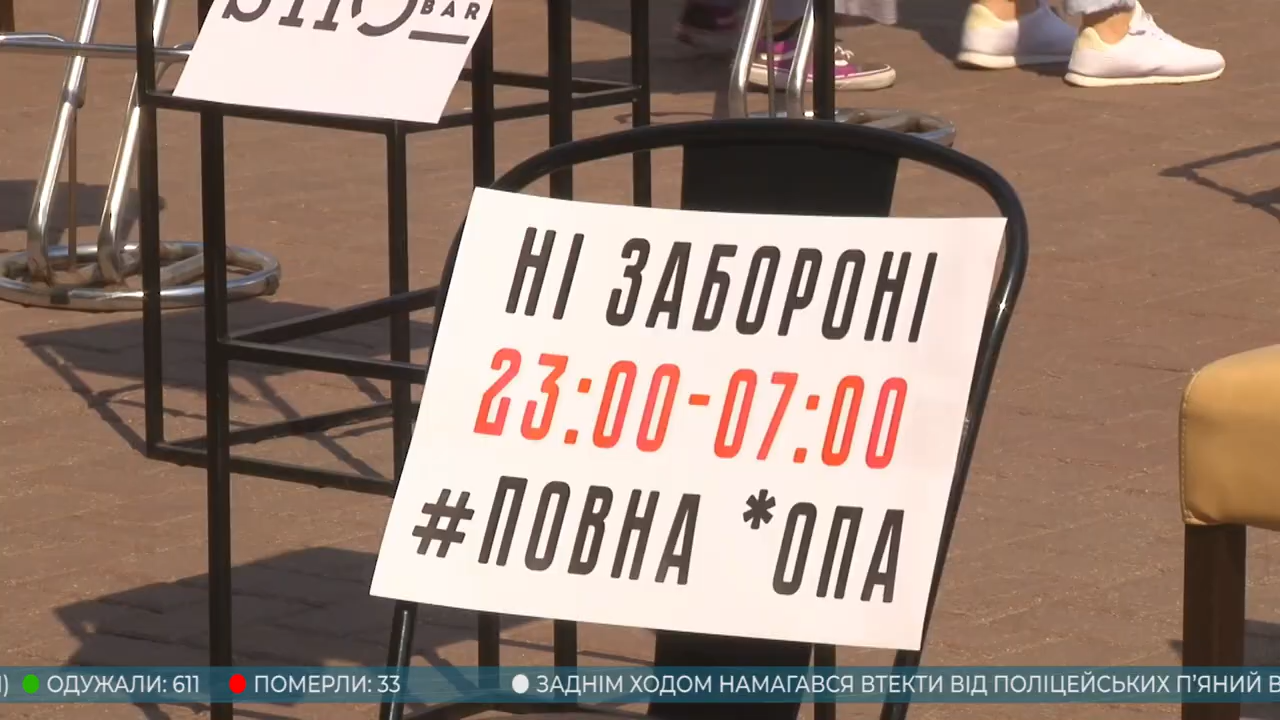 BAR
НІ ЗАБОРОНІ
23:00-07:00
#ПОВНА *ОПА
ОДУЖАЛИ: 611 ПОМЕРЛИ: 33 ЗАДНІМ ХОДОМ НАМАГАВСЯ ВТЕКТИ ВІД ПОЛІЦЕЙСЬКИХ П’ЯНИЙ